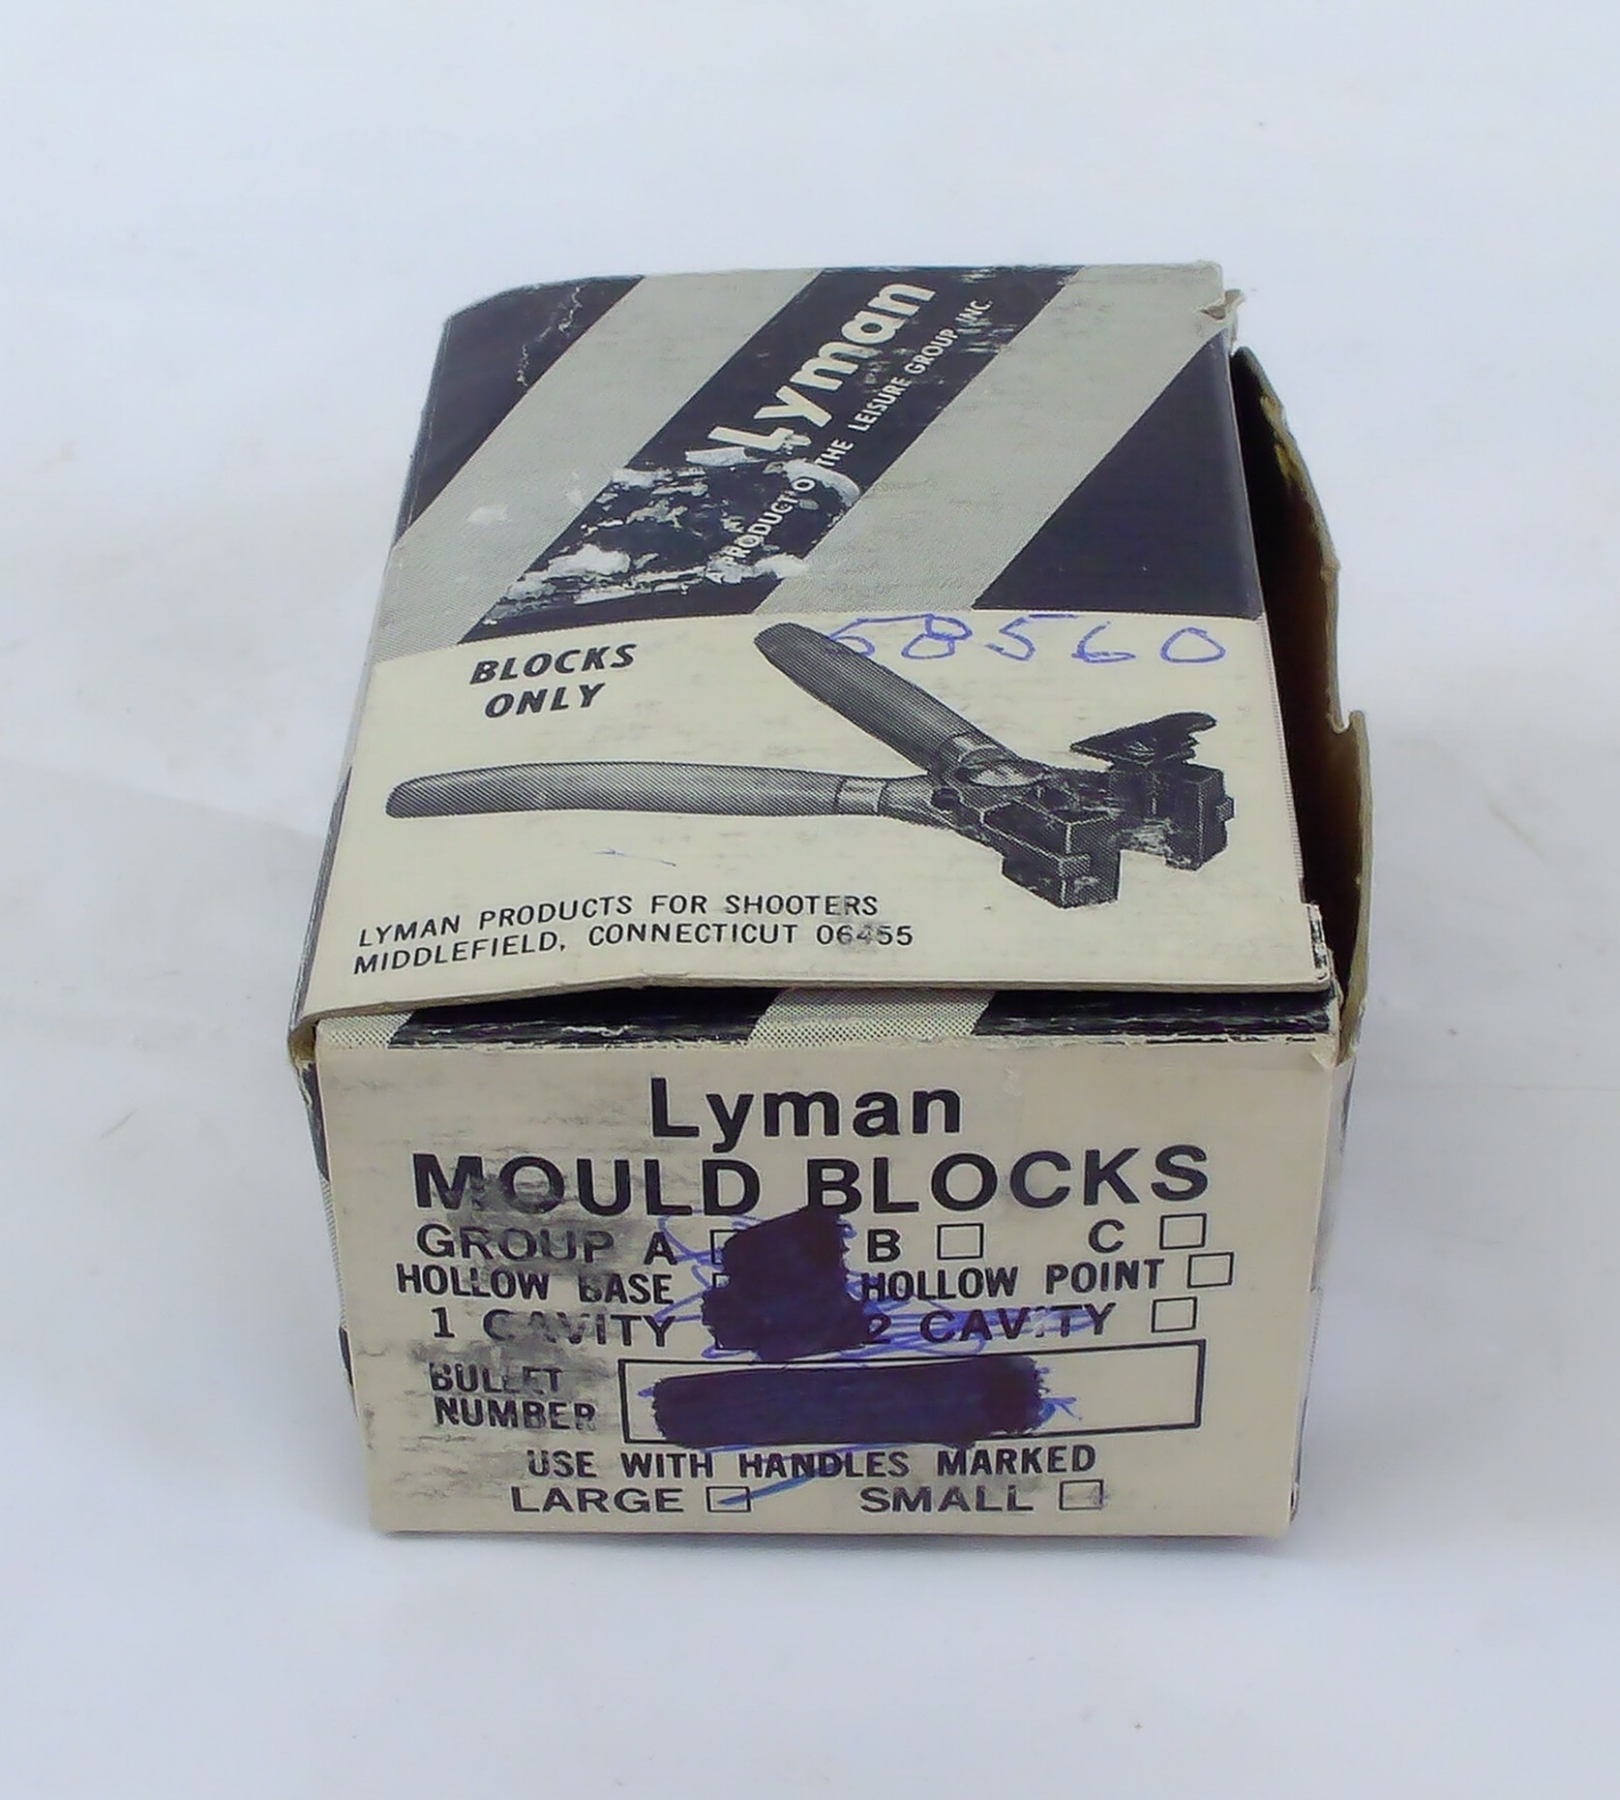 Lyman
A PRODUCT OF THE LEISURE GROUP, INC.
58560
BLOCKS
ONLY
LYMAN PRODUCTS FOR SHOOTERS
MIDDLEFIELD, CONNECTICUT 06455
Lyman
MOULD BLOCKS
GROUP A B C
HOLLOW BASE HOLLOW POINT
1 CAVITY 2 CAVITY
BULLET
NUMBER
USE WITH HANDLES MARKED
LARGE SMALL